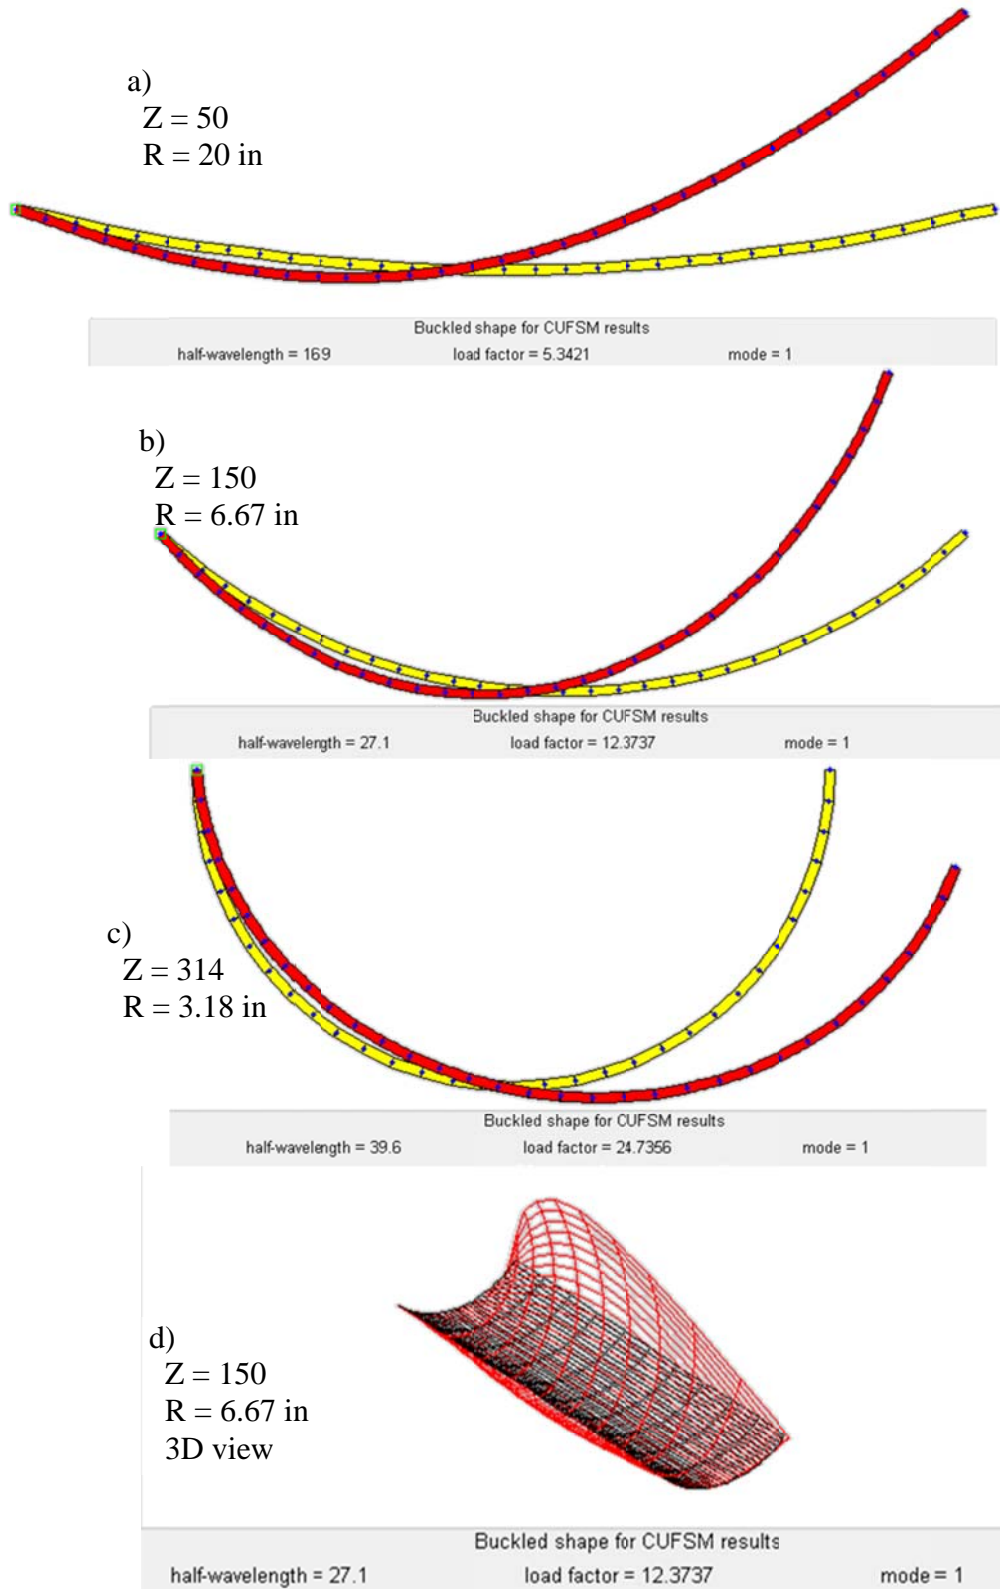 a)
Z = 50
R = 20 in
Buckled shape for CUFSM results
half-wavelength = 169 load factor = 5.3421 mode = 1
b)
Z = 150
R = 6.67 in
Buckled shape for CUFSM results
half-wavelength = 27.1 load factor = 12.3737 mode = 1
c)
Z = 314
R = 3.18 in
Buckled shape for CUFSM results
half-wavelength = 39.6 load factor = 24.7356 mode = 1
d)
Z = 150
R = 6.67 in
3D view
Buckled shape for CUFSM results
half-wavelength = 27.1 load factor = 12.3737 mode = 1